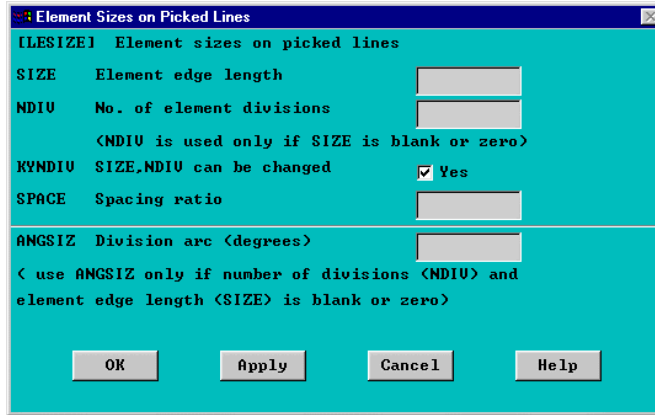 Element Sizes on Picked Lines
[LESIZE] Element sizes on picked lines
SIZE Element edge length
NDIV No. of element divisions
(NDIV is used only if SIZE is blank or zero)
KYNDIV SIZE,NDIV can be changed Yes
SPACE Spacing ratio
ANGSIZ Division arc (degrees)
( use ANGSIZ only if number of divisions (NDIV) and
element edge length (SIZE) is blank or zero)
OK Apply Cancel Help